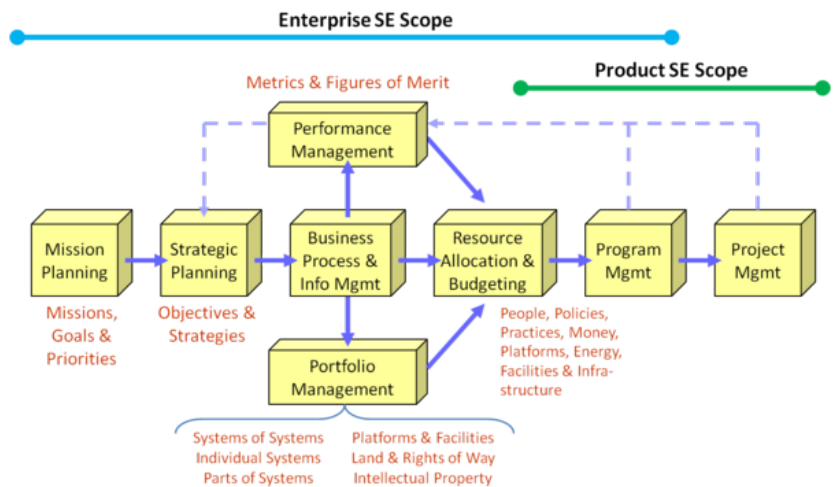 Enterprise SE Scope
Product SE Scope
Metrics & Figures of Merit
Performance
Management
Mission
Planning
Strategic
Planning
Business
Process &
Info Mgmt
Resource
Allocation &
Budgeting
Program
Mgmt
Project
Mgmt
Missions,
Goals &
Priorities
Objectives &
Strategies
People, Policies,
Practices, Money,
Platforms, Energy,
Facilities & Infra-
structure
Portfolio
Management
Systems of Systems
Individual Systems
Parts of Systems
Platforms & Facilities
Land & Rights of Way
Intellectual Property